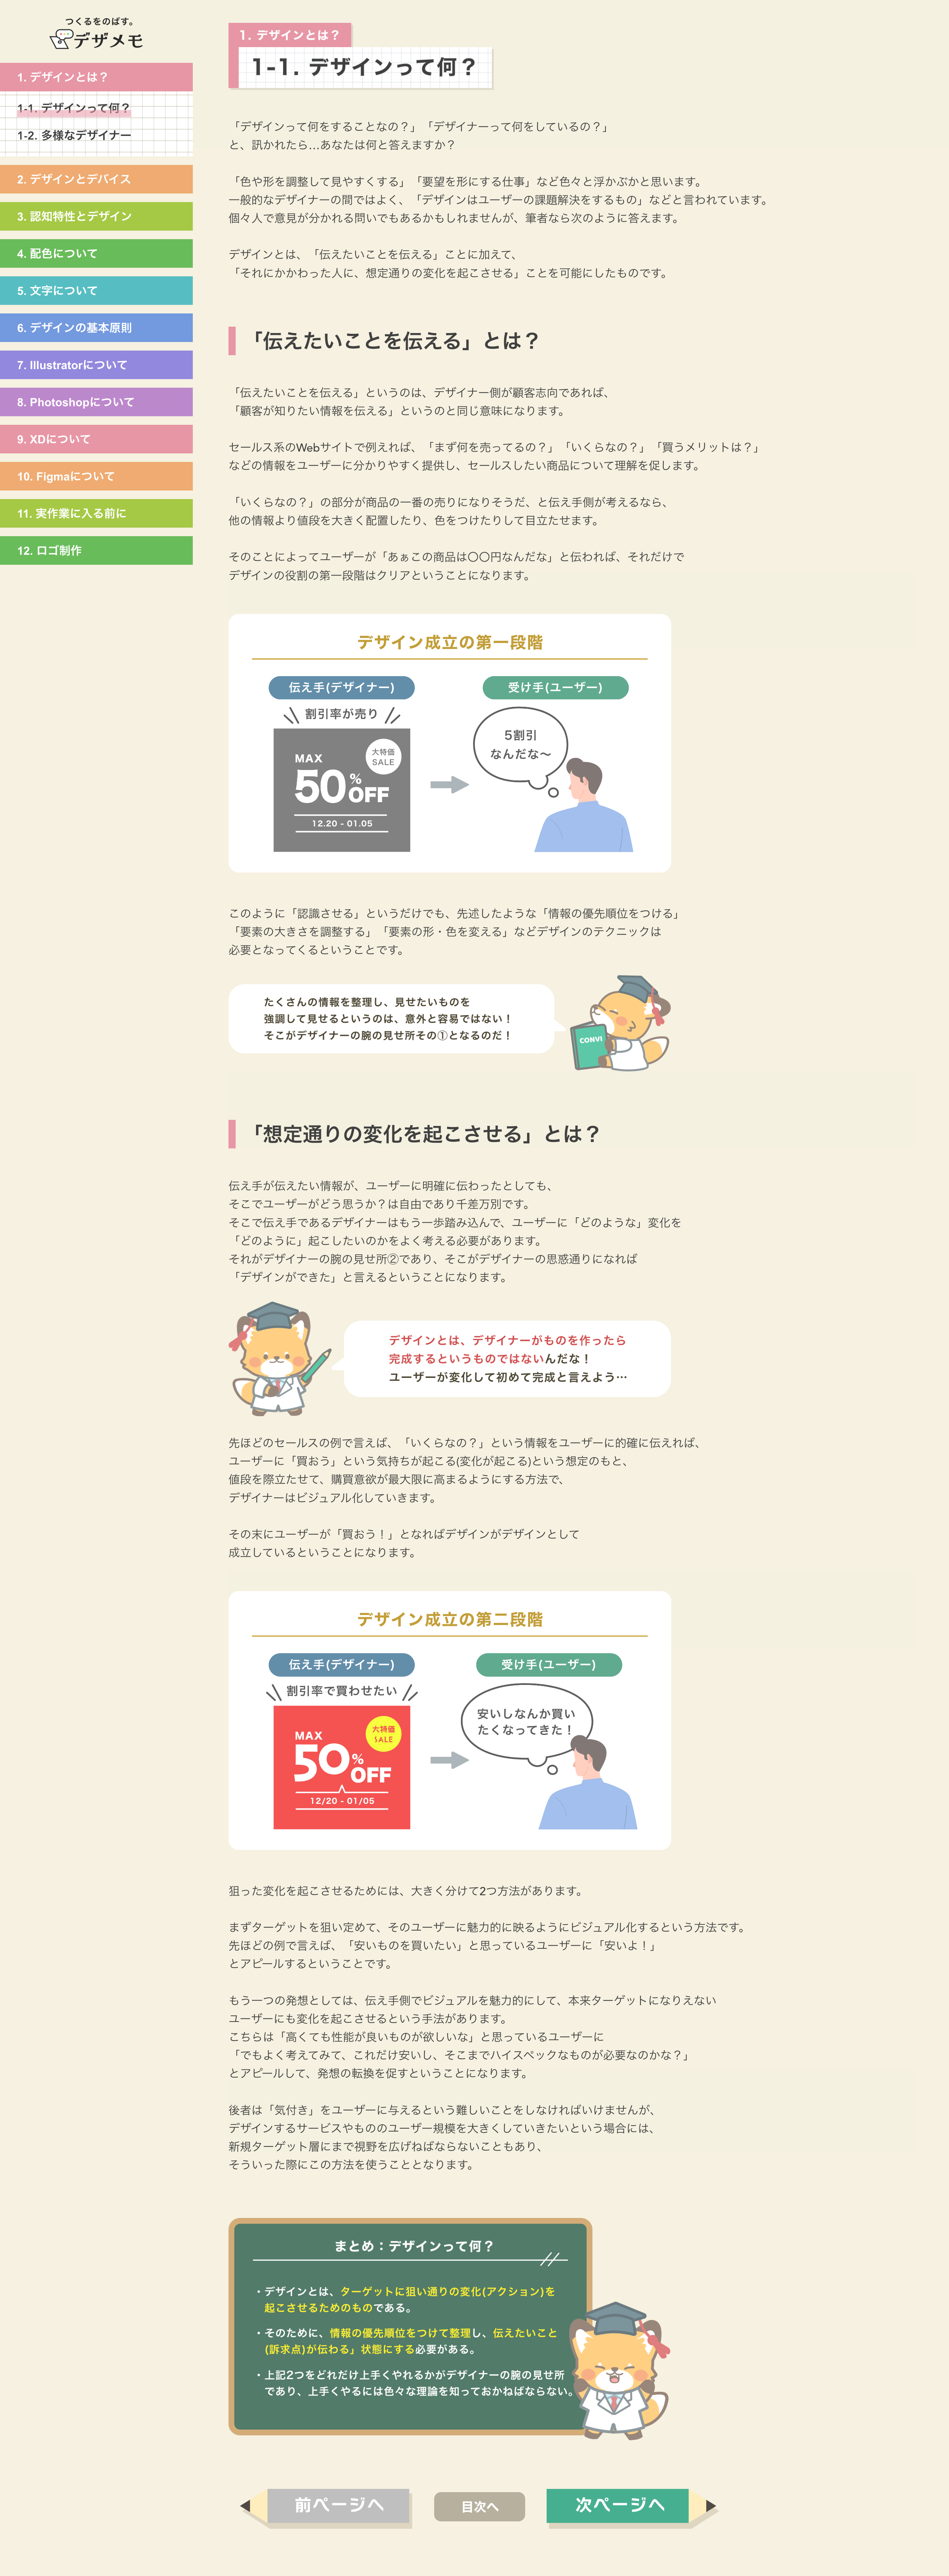 つくるをのばす。
デザメモ
1. デザインとは？
1-1. デザインって何？
1-2. 多様なデザイナー
2. デザインとデバイス
3. 認知特性とデザイン
4. 配色について
5. 文字について
6. デザインの基本原則
7. Illustratorについて
8. Photoshopについて
9. XDについて
10. Figmaについて
11. 実作業に入る前に
12. ロゴ制作
1. デザインとは？
1-1. デザインって何？
「デザインって何をすることなの？」「デザイナーって何をしているの？」
と、訊かれたら…あなたは何と答えますか？
「色や形を調整して見やすくする」「要望を形にする仕事」など色々と浮かぶかと思います。
一般的なデザイナーの間ではよく、「デザインはユーザーの課題解決をするもの」などと言われています。
個々人で意見が分かれる問いでもあるかもしれませんが、筆者なら次のように答えます。
デザインとは、「伝えたいことを伝える」ことに加えて、
「それにかかわった人に、想定通りの変化を起こさせる」ことを可能にしたものです。
「伝えたいことを伝える」とは？
「伝えたいことを伝える」というのは、デザイナー側が顧客志向であれば、
「顧客が知りたい情報を伝える」というのと同じ意味になります。
セールス系のWebサイトで例えれば、「まず何を売ってるの？」「いくらなの？」「買うメリットは？」
などの情報をユーザーに分かりやすく提供し、セールスしたい商品について理解を促します。
「いくらなの？」の部分が商品の一番の売りになりそうだ、と伝え手側が考えるなら、
他の情報より値段を大きく配置したり、色をつけたりして目立たせます。
そのことによってユーザーが「あぁこの商品は〇〇円なんだな」と伝われば、それだけで
デザインの役割の第一段階はクリアということになります。
デザイン成立の第一段階
伝え手(デザイナー)
受け手(ユーザー)
割引率が売り
大特価
SALE
MAX
50%OFF
12.20 - 01.05
5割引
なんだな〜
このように「認識させる」というだけでも、先述したような「情報の優先順位をつける」
「要素の大きさを調整する」「要素の形・色を変える」などデザインのテクニックは
必要となってくるということです。
たくさんの情報を整理し、見せたいものを
強調して見せるというのは、意外と容易ではない！
そこがデザイナーの腕の見せ所その①となるのだ！
CONVI
「想定通りの変化を起こさせる」とは？
伝え手が伝えたい情報が、ユーザーに明確に伝わったとしても、
そこでユーザーがどう思うか？は自由であり千差万別です。
そこで伝え手であるデザイナーはもう一歩踏み込んで、ユーザーに「どのような」変化を
「どのように」起こしたいのかをよく考える必要があります。
それがデザイナーの腕の見せ所②であり、そこがデザイナーの思惑通りになれば
「デザインができた」と言えるということになります。
デザインとは、デザイナーがものを作ったら
完成するというものではないんだな！
ユーザーが変化して初めて完成と言えよう…
先ほどのセールスの例で言えば、「いくらなの？」という情報をユーザーに的確に伝えれば、
ユーザーに「買おう」という気持ちが起こる(変化が起こる)という想定のもと、
値段を際立たせて、購買意欲が最大限に高まるようにする方法で、
デザイナーはビジュアル化していきます。
その末にユーザーが「買おう！」となればデザインがデザインとして
成立しているということになります。
デザイン成立の第二段階
伝え手(デザイナー)
受け手(ユーザー)
割引率で買わせたい
大特価
SALE
MAX
50%OFF
12/20 - 01/05
安いしなんか買い
たくなってきた！
狙った変化を起こさせるためには、大きく分けて2つ方法があります。
まずターゲットを狙い定めて、そのユーザーに魅力的に映るようにビジュアル化するという方法です。
先ほどの例で言えば、「安いものを買いたい」と思っているユーザーに「安いよ！」
とアピールするということです。
もう一つの発想としては、伝え手側でビジュアルを魅力的にして、本来ターゲットになりえない
ユーザーにも変化を起こさせるという手法があります。
こちらは「高くても性能が良いものが欲しいな」と思っているユーザーに
「でもよく考えてみて、これだけ安いし、そこまでハイスペックなものが必要なのかな？」
とアピールして、発想の転換を促すということになります。
後者は「気付き」をユーザーに与えるという難しいことをしなければいけませんが、
デザインするサービスやもののユーザー規模を大きくしていきたいという場合には、
新規ターゲット層にまで視野を広げねばならないこともあり、
そういった際にこの方法を使うこととなります。
まとめ：デザインって何？
・デザインとは、ターゲットに狙い通りの変化(アクション)を
起こさせるためのものである。
・そのために、情報の優先順位をつけて整理し、伝えたいこと
(訴求点)が伝わる」状態にする必要がある。
・上記2つをどれだけ上手くやれるかがデザイナーの腕の見せ所
であり、上手くやるには色々な理論を知っておかねばならない。
前ページへ
目次へ
次ページへ